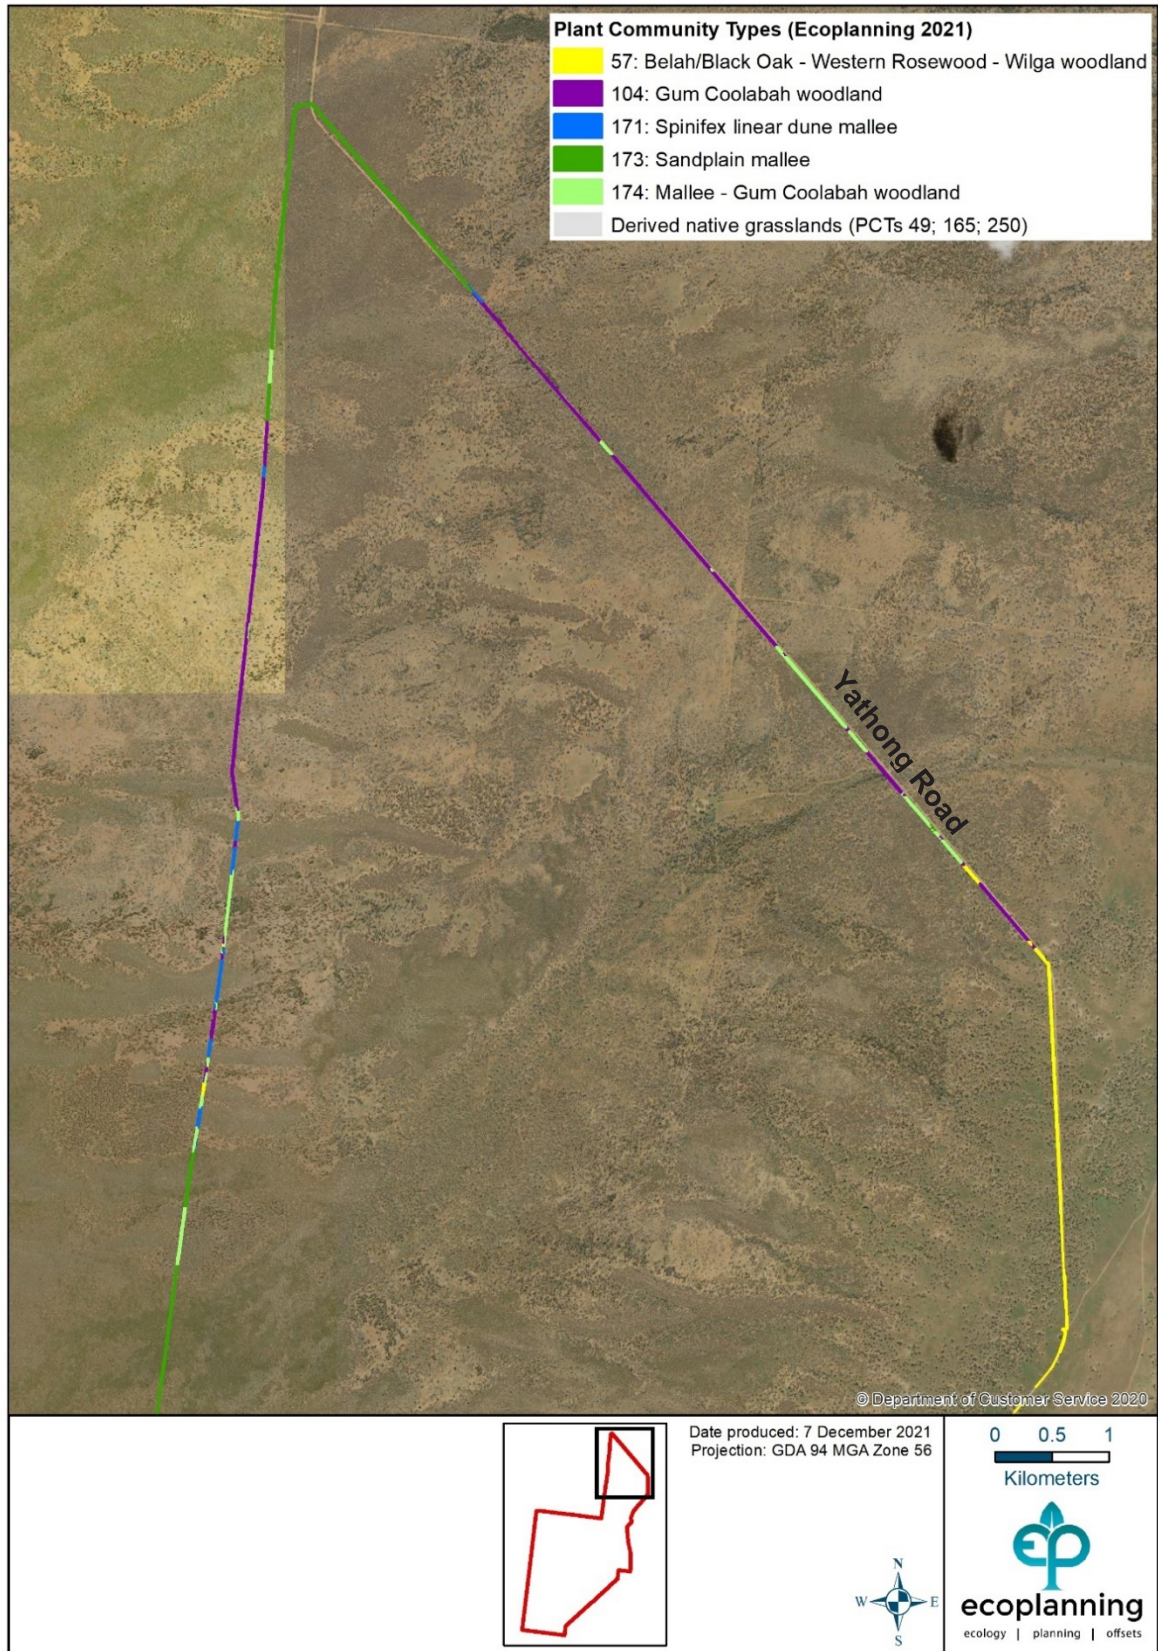 Plant Community Types (Ecoplanning 2021)
57: Belah/Black Oak - Western Rosewood - Wilga woodland
104: Gum Coolabah woodland
171: Spinifex linear dune mallee
173: Sandplain mallee
174: Mallee - Gum Coolabah woodland
Derived native grasslands (PCTs 49; 165; 250)
Yathong Road
© Department of Customer Service 2020
Date produced: 7 December 2021
Projection: GDA 94 MGA Zone 56
0 0.5 1
Kilometers
N
W E
S
ep
ecoplanning
ecology | planning | offsets